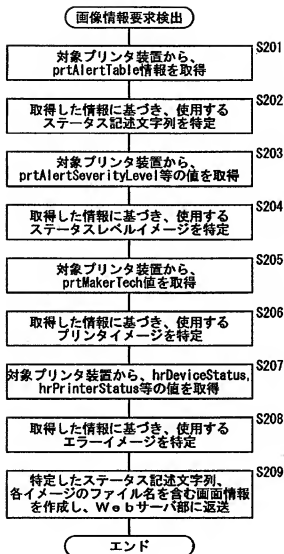 画像情報要求検出
S201
対象プリンタ装置から、
prtAlertTable情報を取得
S202
取得した情報に基づき、使用する
ステータス記述文字列を特定
S203
対象プリンタ装置から、
prtAlertSeverityLevel等の値を取得
S204
取得した情報に基づき、使用する
ステータスレベルイメージを特定
S205
対象プリンタ装置から、
prtMakerTech値を取得
S206
取得した情報に基づき、使用する
プリンタイメージを特定
S207
対象プリンタ装置から、hrDeviceStatus,
hrPrinterStatus等の値を取得
S208
取得した情報に基づき、使用する
エラーイメージを特定
S209
特定したステータス記述文字列、
各イメージのファイル名を含む画面情報
を作成し、Webサーバ部に返送
エンド